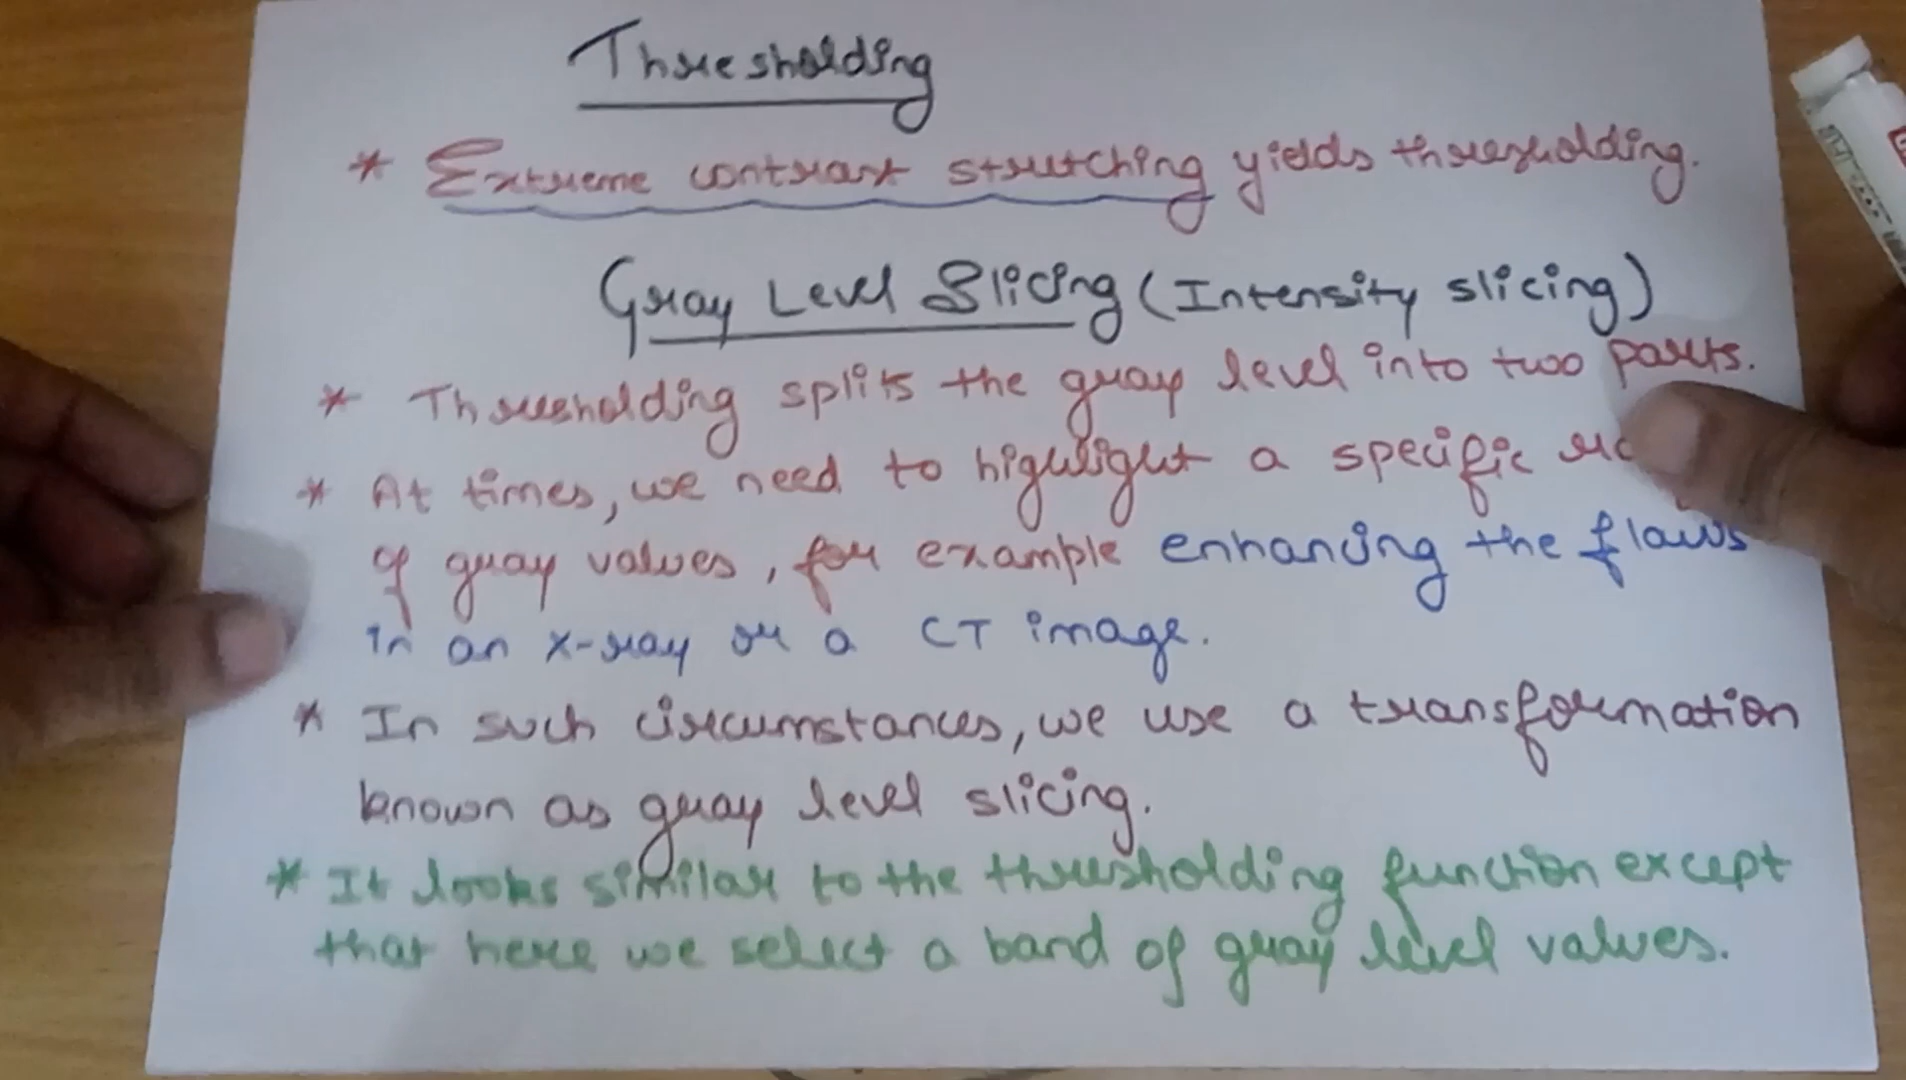 Thresholding
* Extreme contrast stretching yields thresholding.
Gray Level Slicing (Intensity slicing)
* Thresholding splits the gray level into two parts.
* At times, we need to highlight a specific
of gray values, for example enhancing the flaws
in an x-ray or a CT image.
* In such circumstances, we use a transformation
known as gray level slicing.
* It looks similar to the thresholding function except
that here we select a band of gray level values.